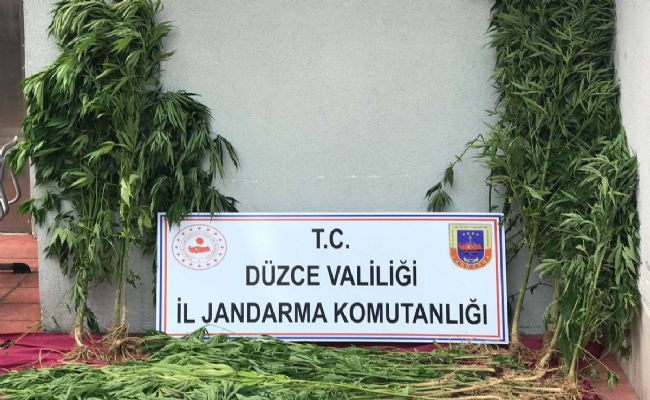 T.C.
DÜZCE VALİLİĞİ
İL JANDARMA KOMUTANLIĞI